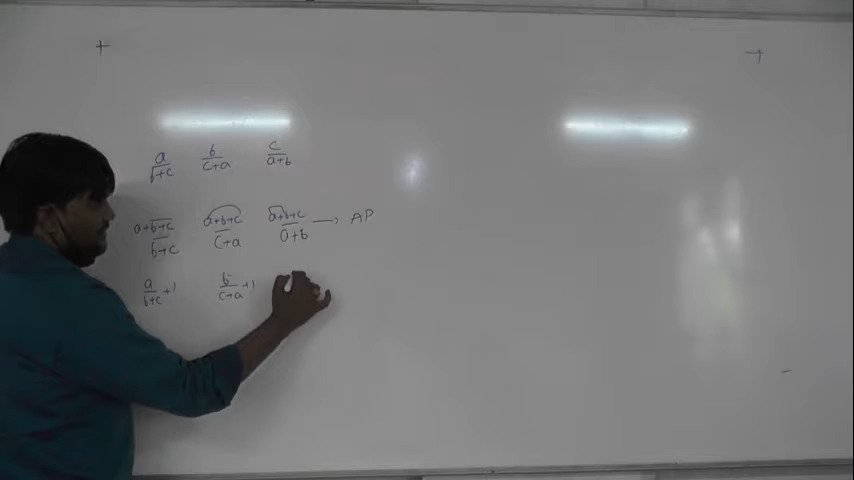 a/(b+c) b/(c+a) c/(a+b)
(a+b+c)/(b+c) (a+b+c)/(c+a) (a+b+c)/(a+b) → AP
a/(b+c) +1 b/(c+a) +1